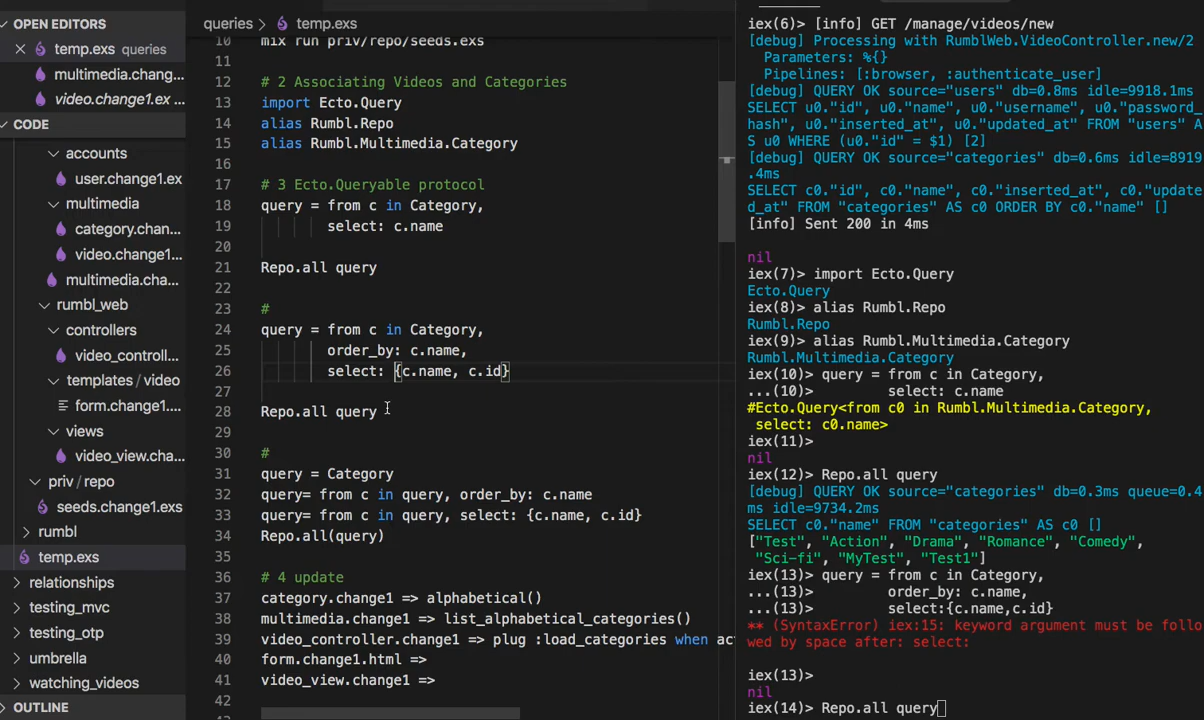 OPEN EDITORS
temp.exs queries
multimedia.chang...
video.change1.ex ...
CODE
accounts
user.change1.ex
multimedia
category.chan...
video.change1...
multimedia.cha...
rumbl_web
controllers
video_controll...
templates/video
form.change1....
views
video_view.cha...
priv/repo
seeds.change1.exs
rumbl
temp.exs
relationships
testing_mvc
testing_otp
umbrella
watching_videos
OUTLINE
queries > temp.exs
10 mix run priv/repo/seeds.exs
11
12 # 2 Associating Videos and Categories
13 import Ecto.Query
14 alias Rumbl.Repo
15 alias Rumbl.Multimedia.Category
16
17 # 3 Ecto.Queryable protocol
18 query = from c in Category,
19 select: c.name
20
21 Repo.all query
22
23 #
24 query = from c in Category,
25 order_by: c.name,
26 select: {c.name, c.id}
27
28 Repo.all query
29
30 #
31 query = Category
32 query= from c in query, order_by: c.name
33 query= from c in query, select: {c.name, c.id}
34 Repo.all(query)
35
36 # 4 update
37 category.change1 => alphabetical()
38 multimedia.change1 => list_alphabetical_categories()
39 video_controller.change1 => plug :load_categories when ac
40 form.change1.html =>
41 video_view.change1 =>
42
iex(6)> [info] GET /manage/videos/new
[debug] Processing with RumblWeb.VideoController.new/2
Parameters: %{}
Pipelines: [:browser, :authenticate_user]
[debug] QUERY OK source="users" db=0.8ms idle=9918.1ms
SELECT u0."id", u0."name", u0."username", u0."password_
hash", u0."inserted_at", u0."updated_at" FROM "users" A
S u0 WHERE (u0."id" = $1) [2]
[debug] QUERY OK source="categories" db=0.6ms idle=8919
.4ms
SELECT c0."id", c0."name", c0."inserted_at", c0."update
d_at" FROM "categories" AS c0 ORDER BY c0."name" []
[info] Sent 200 in 4ms
nil
iex(7)> import Ecto.Query
Ecto.Query
iex(8)> alias Rumbl.Repo
Rumbl.Repo
iex(9)> alias Rumbl.Multimedia.Category
Rumbl.Multimedia.Category
iex(10)> query = from c in Category,
...(10)> select: c.name
#Ecto.Query<from c0 in Rumbl.Multimedia.Category,
select: c0.name>
iex(11)>
nil
iex(12)> Repo.all query
[debug] QUERY OK source="categories" db=0.3ms queue=0.4
ms idle=9734.2ms
SELECT c0."name" FROM "categories" AS c0 []
["Test", "Action", "Drama", "Romance", "Comedy",
"Sci-fi", "MyTest", "Test1"]
iex(13)> query = from c in Category,
...(13)> order_by: c.name,
...(13)> select:{c.name,c.id}
** (SyntaxError) iex:15: keyword argument must be follo
wed by space after: select:
iex(13)>
nil
iex(14)> Repo.all query